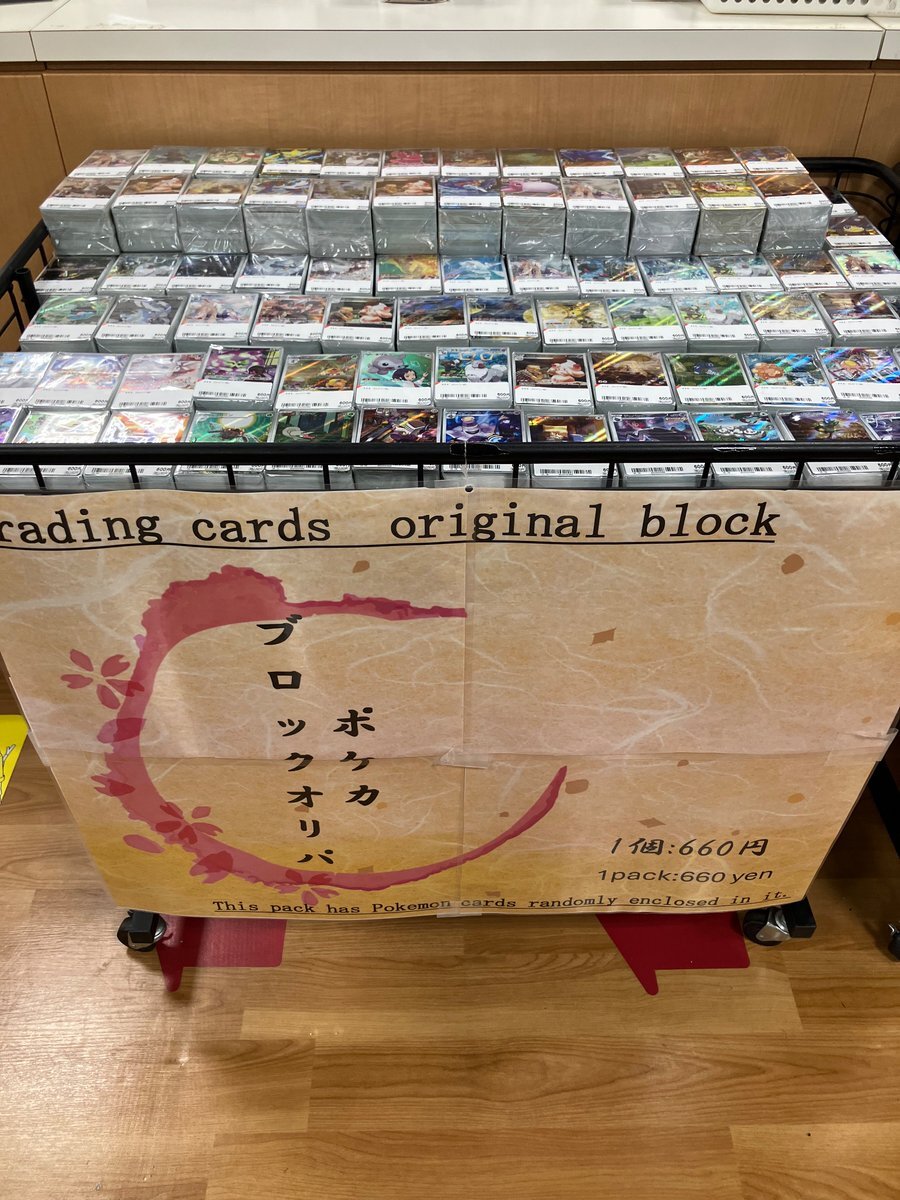 rading cards original block
ポケカ
ブロックオリパ
1個:660円
1pack:660 yen
This pack has Pokemon cards randomly enclosed in it.